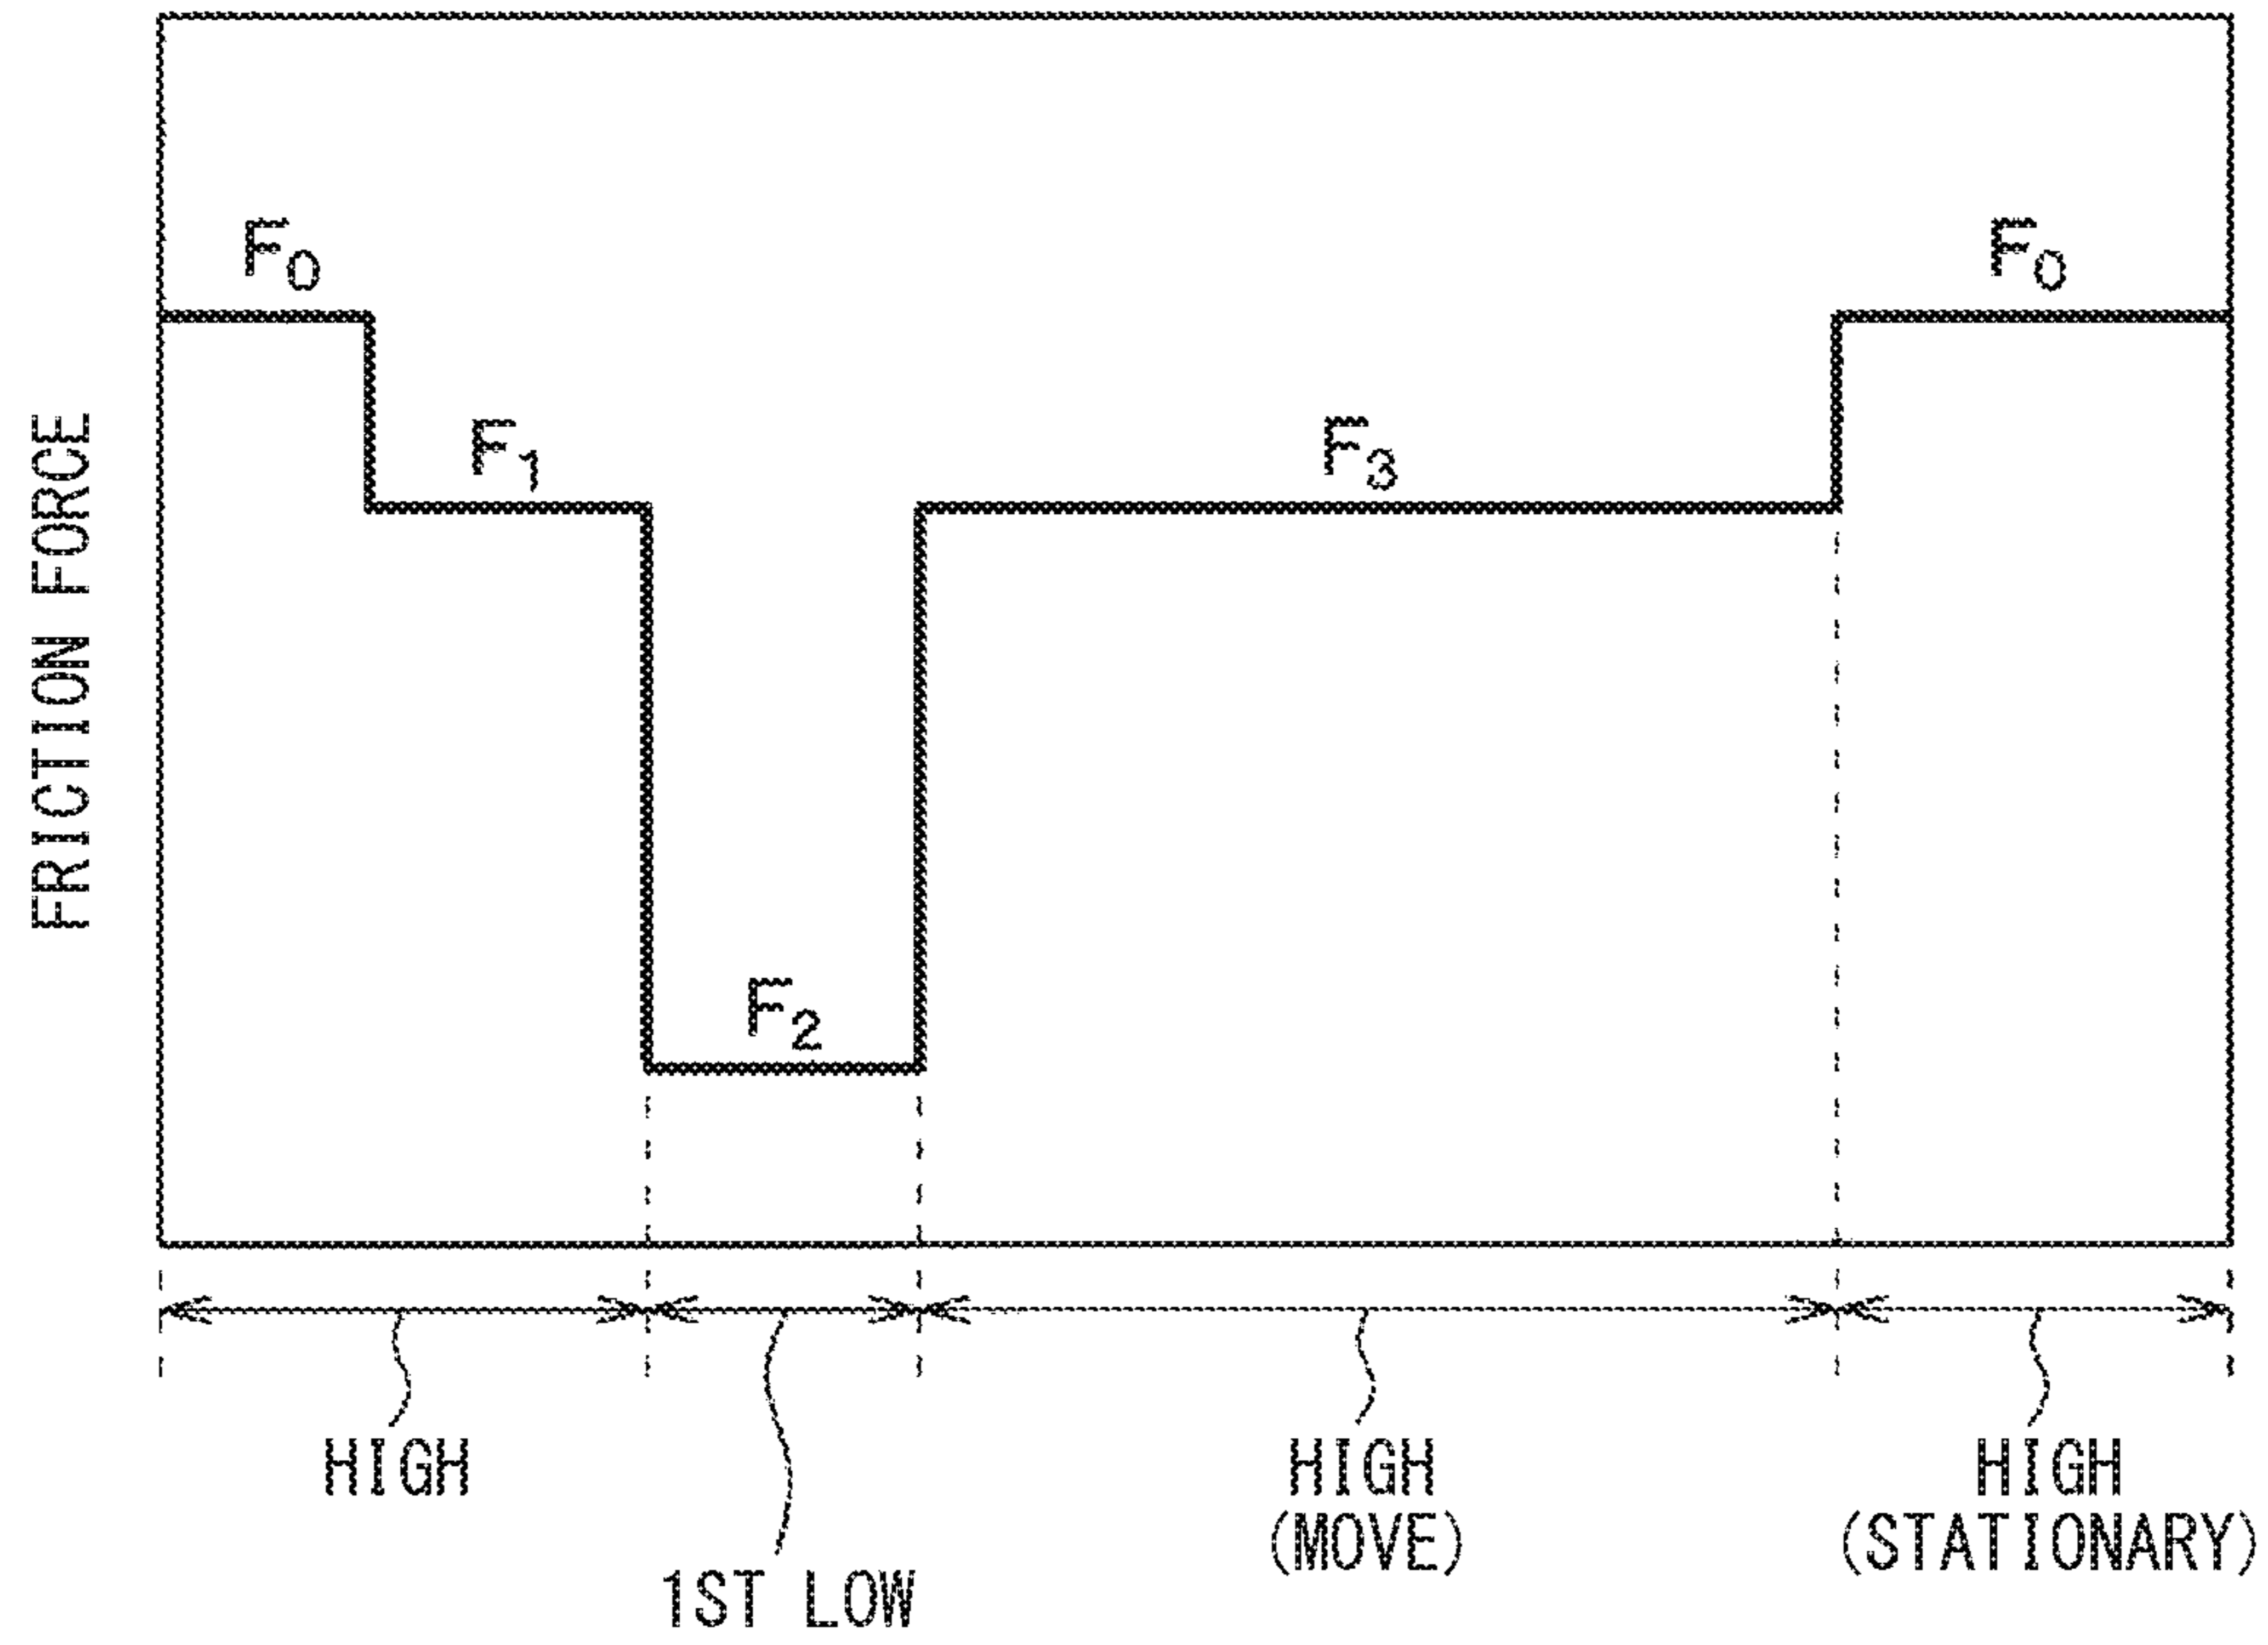 FRICTION FORCE
F0
F0
F1
F3
F2
HIGH
1ST LOW
HIGH
(MOVE)
HIGH
(STATIONARY)